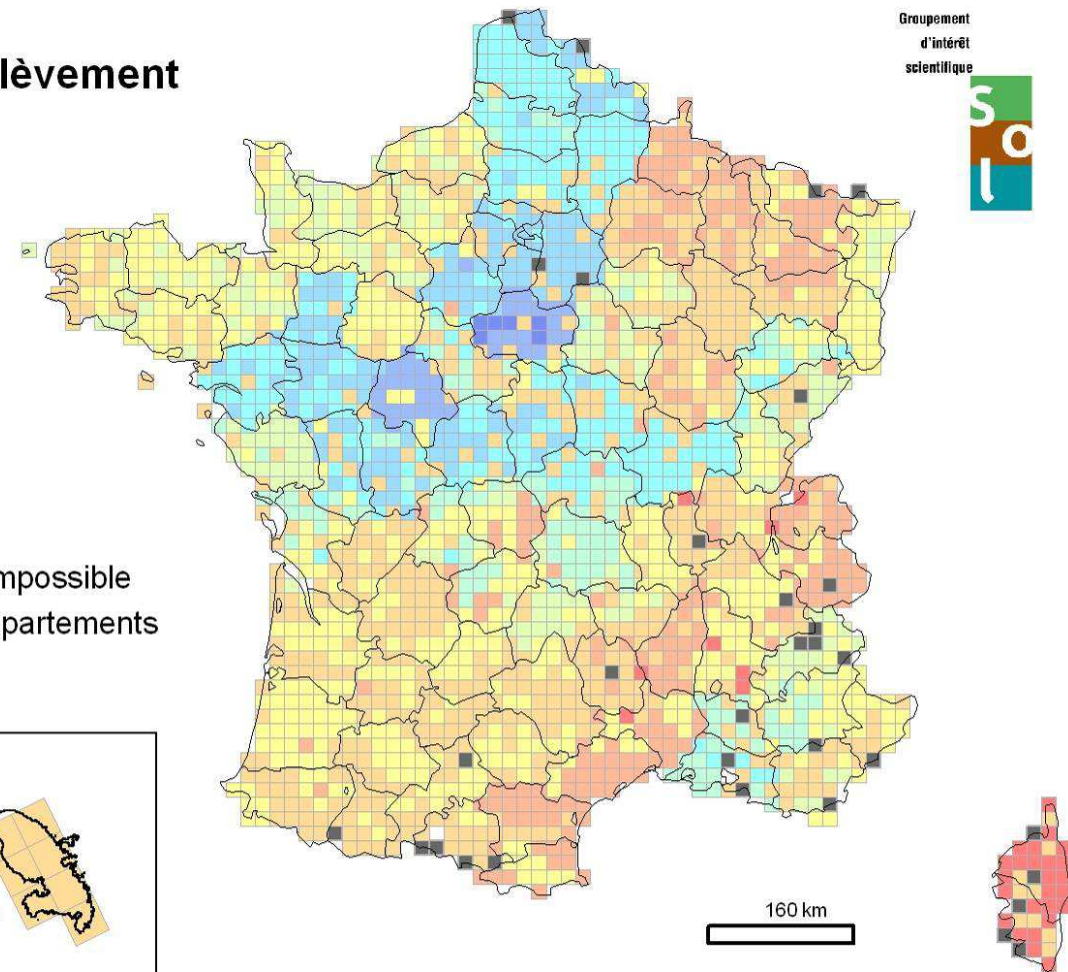 Groupement
d'intérêt
scientifique
lèvement
S
O
L
mpossible
partements
160 km